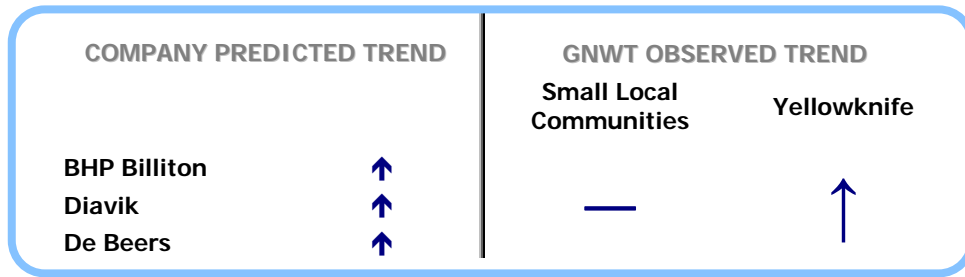 COMPANY PREDICTED TREND
BHP Billiton
Diavik
De Beers
GNWT OBSERVED TREND
Small Local
Communities
Yellowknife